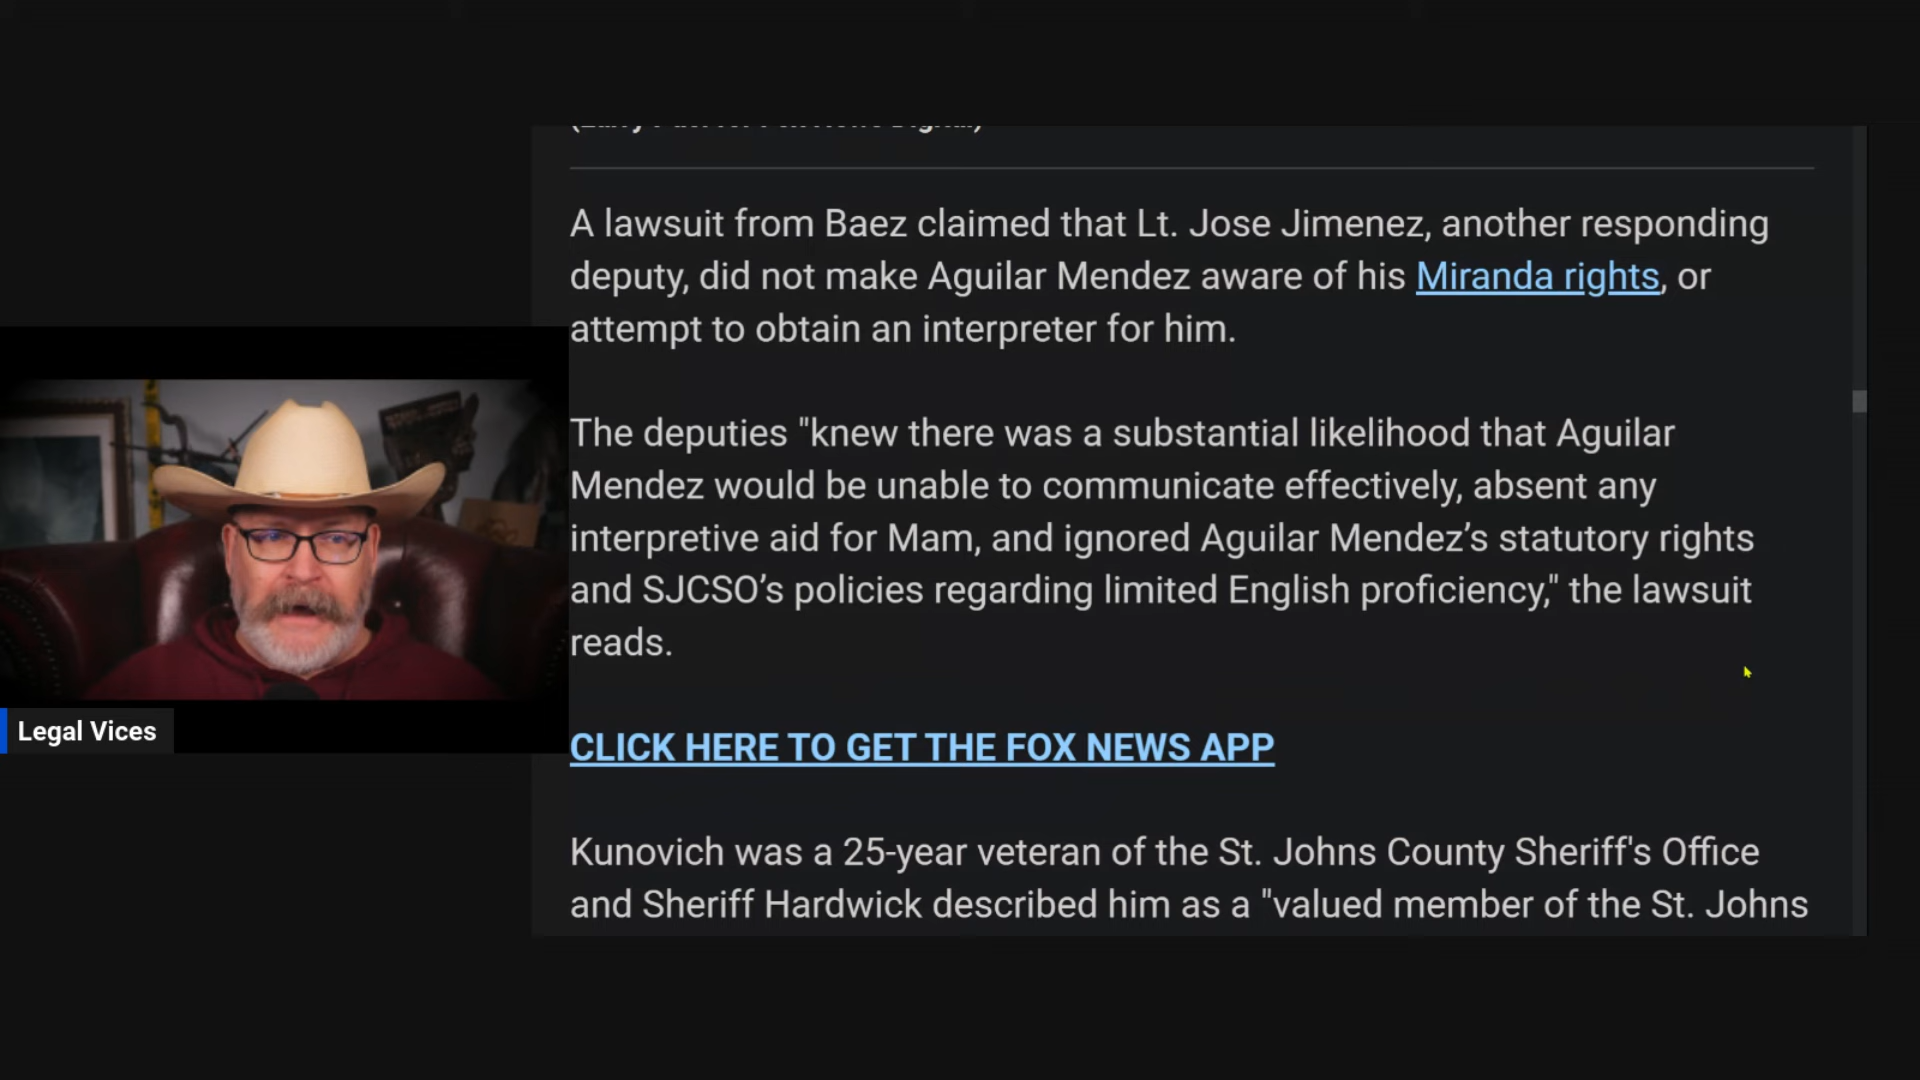 A lawsuit from Baez claimed that Lt. Jose Jimenez, another responding
deputy, did not make Aguilar Mendez aware of his Miranda rights, or
attempt to obtain an interpreter for him.
The deputies "knew there was a substantial likelihood that Aguilar
Mendez would be unable to communicate effectively, absent any
interpretive aid for Mam, and ignored Aguilar Mendez’s statutory rights
and SJCSO’s policies regarding limited English proficiency," the lawsuit
reads.
Legal Vices
CLICK HERE TO GET THE FOX NEWS APP
Kunovich was a 25-year veteran of the St. Johns County Sheriff's Office
and Sheriff Hardwick described him as a "valued member of the St. Johns